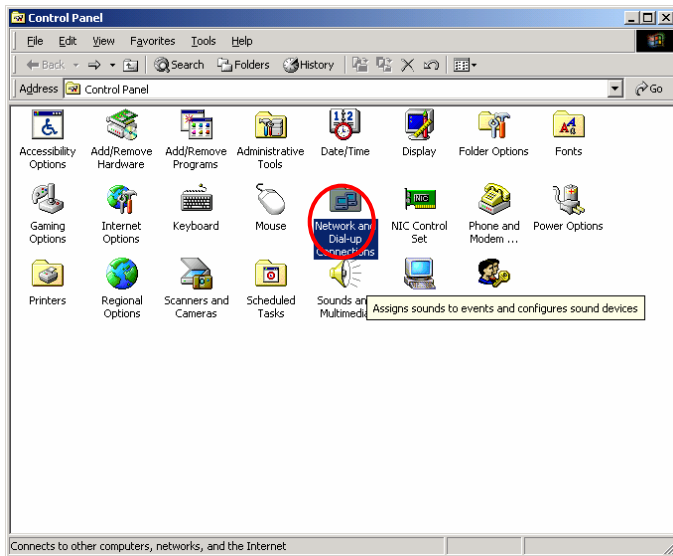 Control Panel
File Edit View Favorites Tools Help
Back Search Folders History
Address Control Panel Go
Accessibility Options
Add/Remove Hardware
Add/Remove Programs
Administrative Tools
Date/Time
Display
Folder Options
Fonts
Gaming Options
Internet Options
Keyboard
Mouse
Network and Dial-up Connections
NIC Control Set
Phone and Modem ...
Power Options
Printers
Regional Options
Scanners and Cameras
Scheduled Tasks
Sounds and Multimedia
Assigns sounds to events and configures sound devices
Connects to other computers, networks, and the Internet